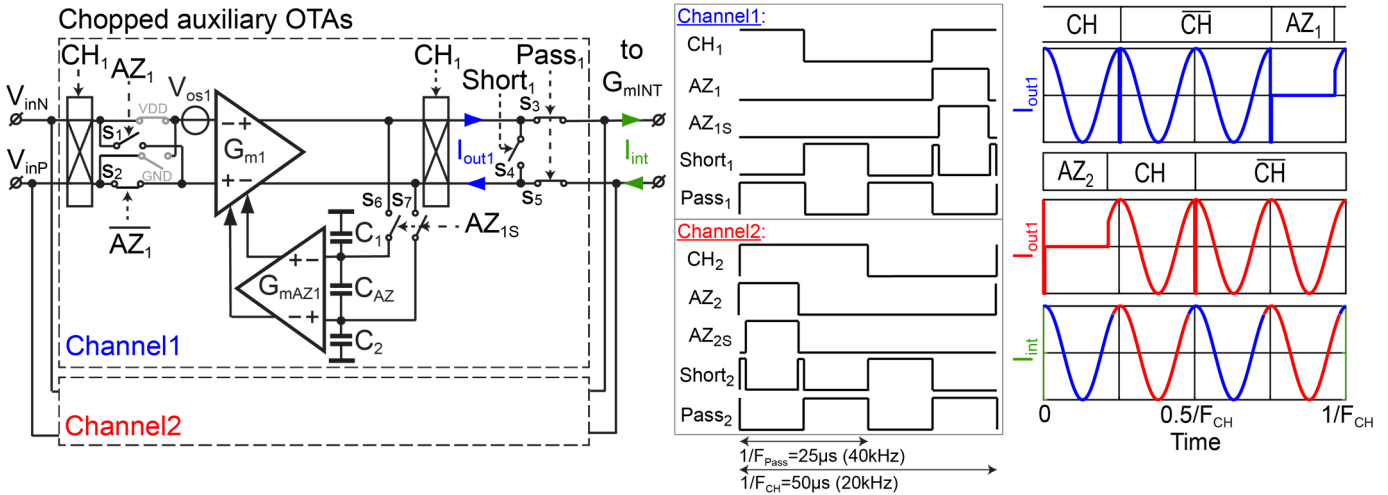 Chopped auxiliary OTAs
CH1
AZ1
Vos1
CH1
Short1
Pass1
to
GmINT
VinN
VDD
S1
S3
Gm1
Iout1
S4
Iint
VinP
S2
GND
S5
AZ1
S6 S7
AZ1S
C1
GmAZ1
CAZ
C2
Channel1
Channel2
Channel1:
CH1
AZ1
AZ1S
Short1
Pass1
Channel2:
CH2
AZ2
AZ2S
Short2
Pass2
1/FPass=25µs (40kHz)
1/FCH=50µs (20kHz)
CH CH AZ1
Iout1
AZ2 CH CH
Iout1
Iint
0 0.5/FCH 1/FCH
Time